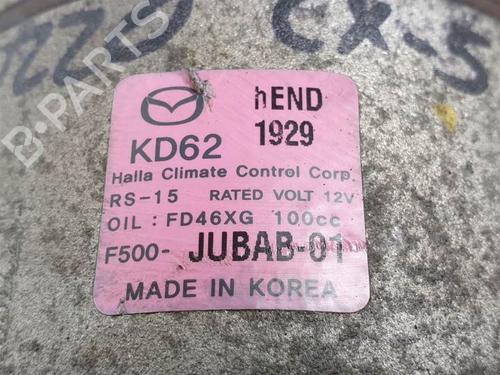 CX-5
B-PARTS
hEND
KD62 1929
Halla Climate Control Corp.
RS-15 RATED VOLT 12V
OIL : FD46XG 100cc
F500- JUBAB-01
MADE IN KOREA